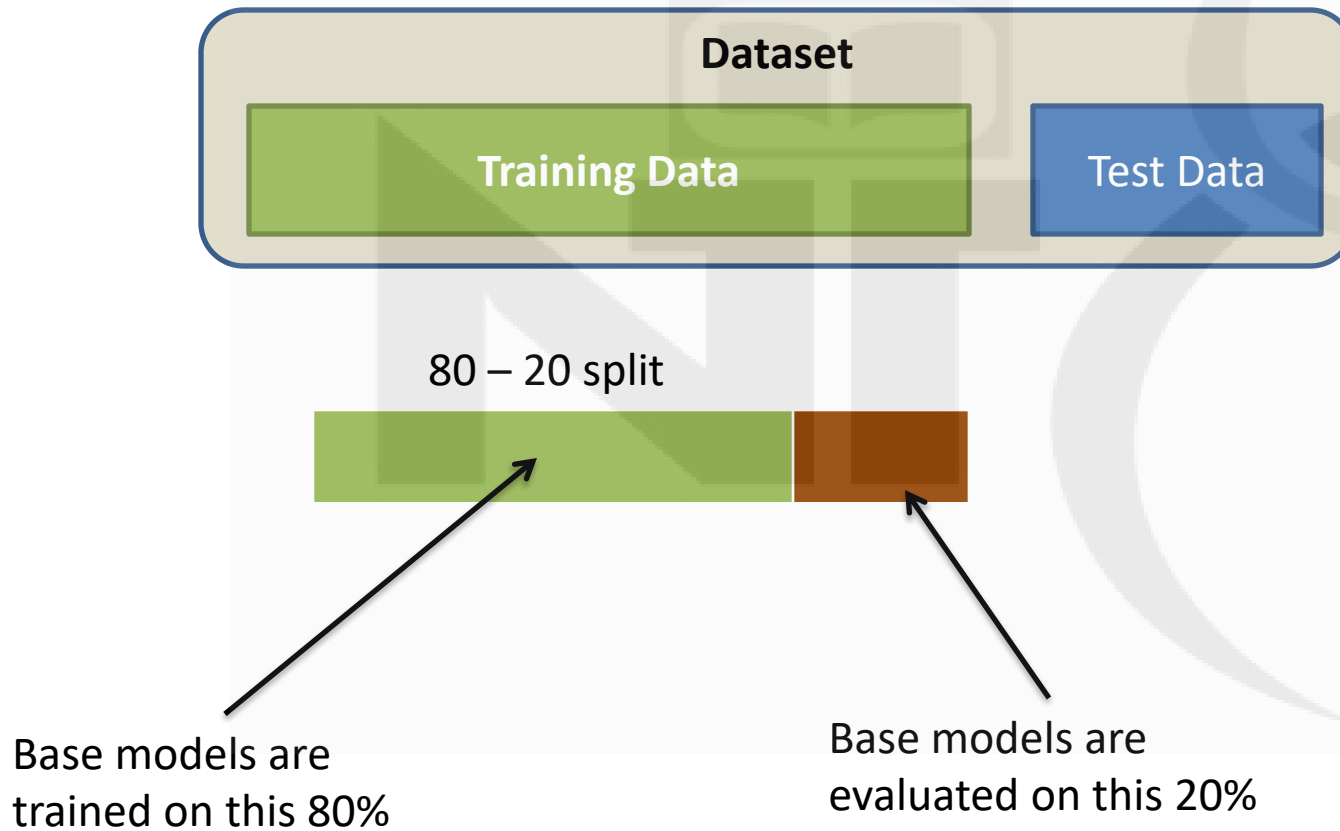 Dataset
Training Data
Test Data
80 – 20 split
Base models are
trained on this 80%
Base models are
evaluated on this 20%